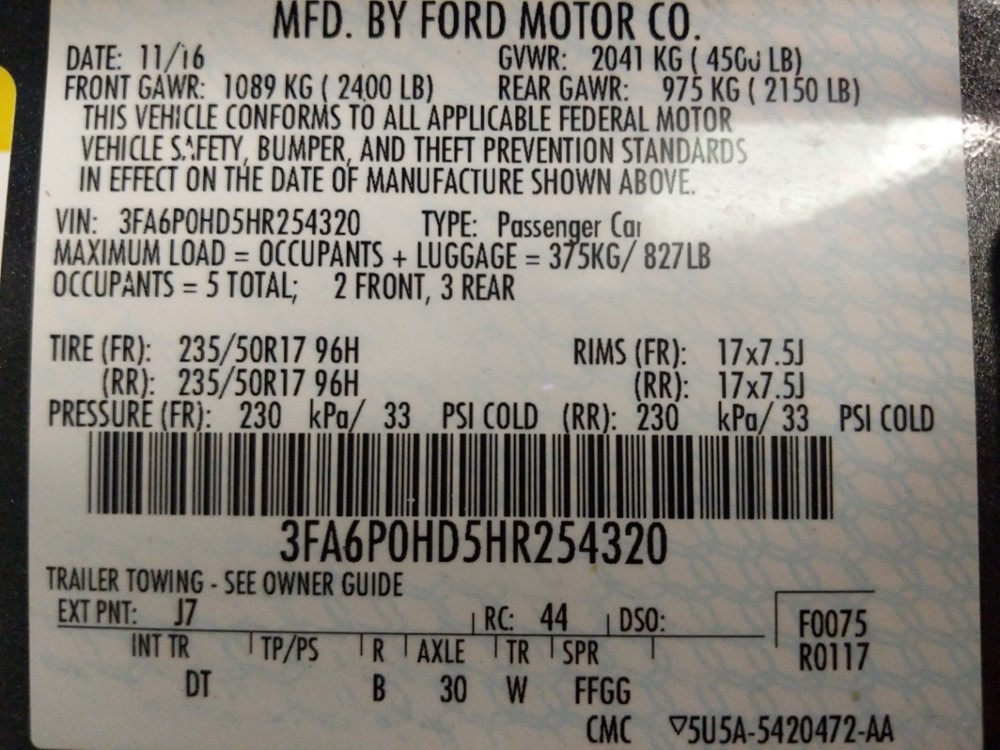 MFD. BY FORD MOTOR CO.
DATE: 11/16 GVWR: 2041 KG ( 4500 LB)
FRONT GAWR: 1089 KG ( 2400 LB) REAR GAWR: 975 KG ( 2150 LB)
THIS VEHICLE CONFORMS TO ALL APPLICABLE FEDERAL MOTOR
VEHICLE SAFETY, BUMPER, AND THEFT PREVENTION STANDARDS
IN EFFECT ON THE DATE OF MANUFACTURE SHOWN ABOVE.
VIN: 3FA6P0HD5HR254320 TYPE: Passenger Car
MAXIMUM LOAD = OCCUPANTS + LUGGAGE = 375KG/ 827LB
OCCUPANTS = 5 TOTAL; 2 FRONT, 3 REAR
TIRE (FR): 235/50R17 96H RIMS (FR): 17x7.5J
(RR): 235/50R17 96H (RR): 17x7.5J
PRESSURE (FR): 230 kPa/ 33 PSI COLD (RR): 230 kPa/ 33 PSI COLD
3FA6P0HD5HR254320
TRAILER TOWING - SEE OWNER GUIDE
EXT PNT: J7 RC: 44 DSO: F0075
INT TR TP/PS R AXLE TR SPR R0117
DT B 30 W FFGG
CMC ▽5U5A-5420472-AA